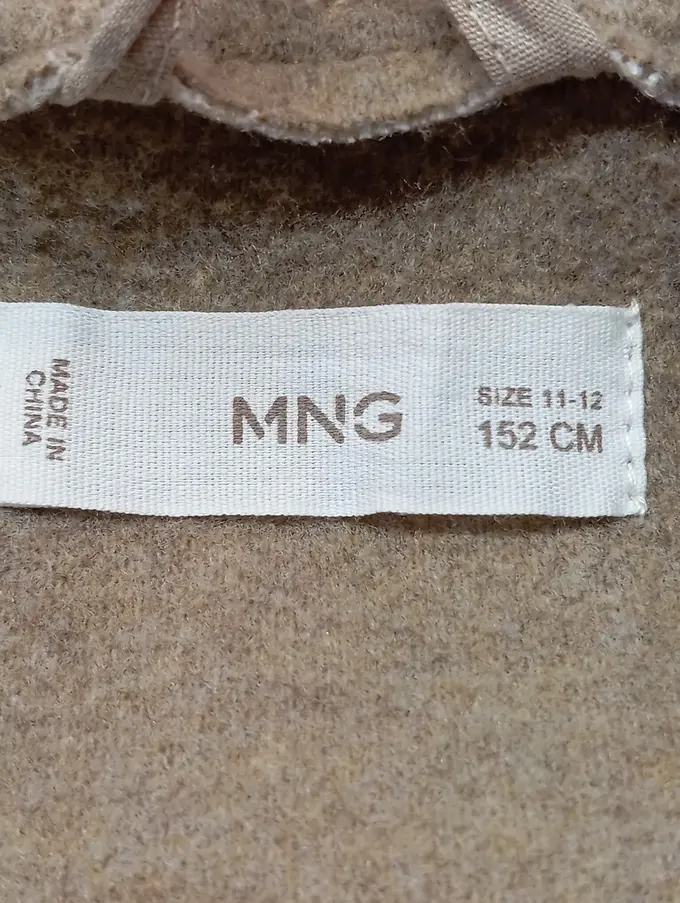 MADE IN
CHINA
MNG
SIZE 11-12
152 CM